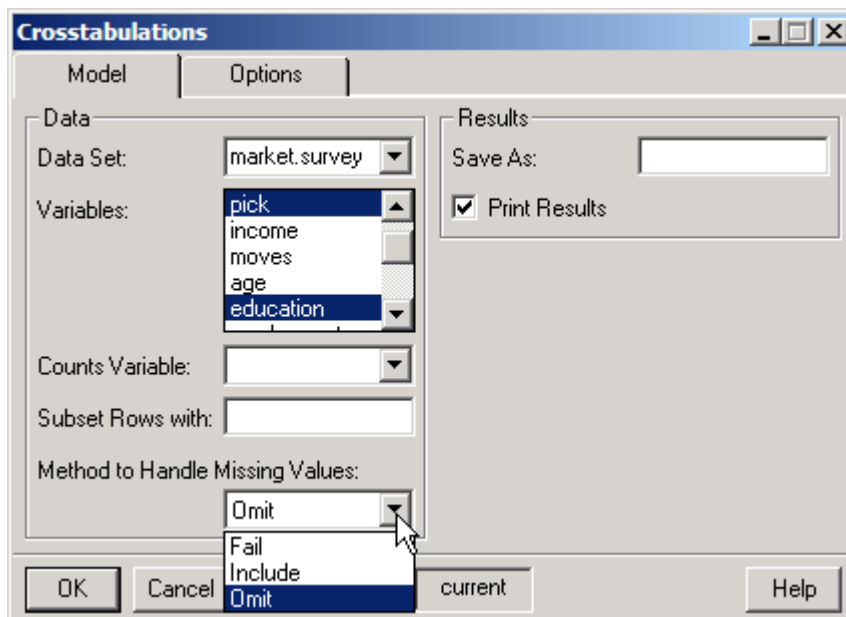 Crosstabulations
Model Options
Data
Data Set: market.survey
Variables: pick
income
moves
age
education
Counts Variable:
Subset Rows with:
Method to Handle Missing Values:
Omit
Fail
Include
Omit
Results
Save As:
Print Results
OK Cancel current Help